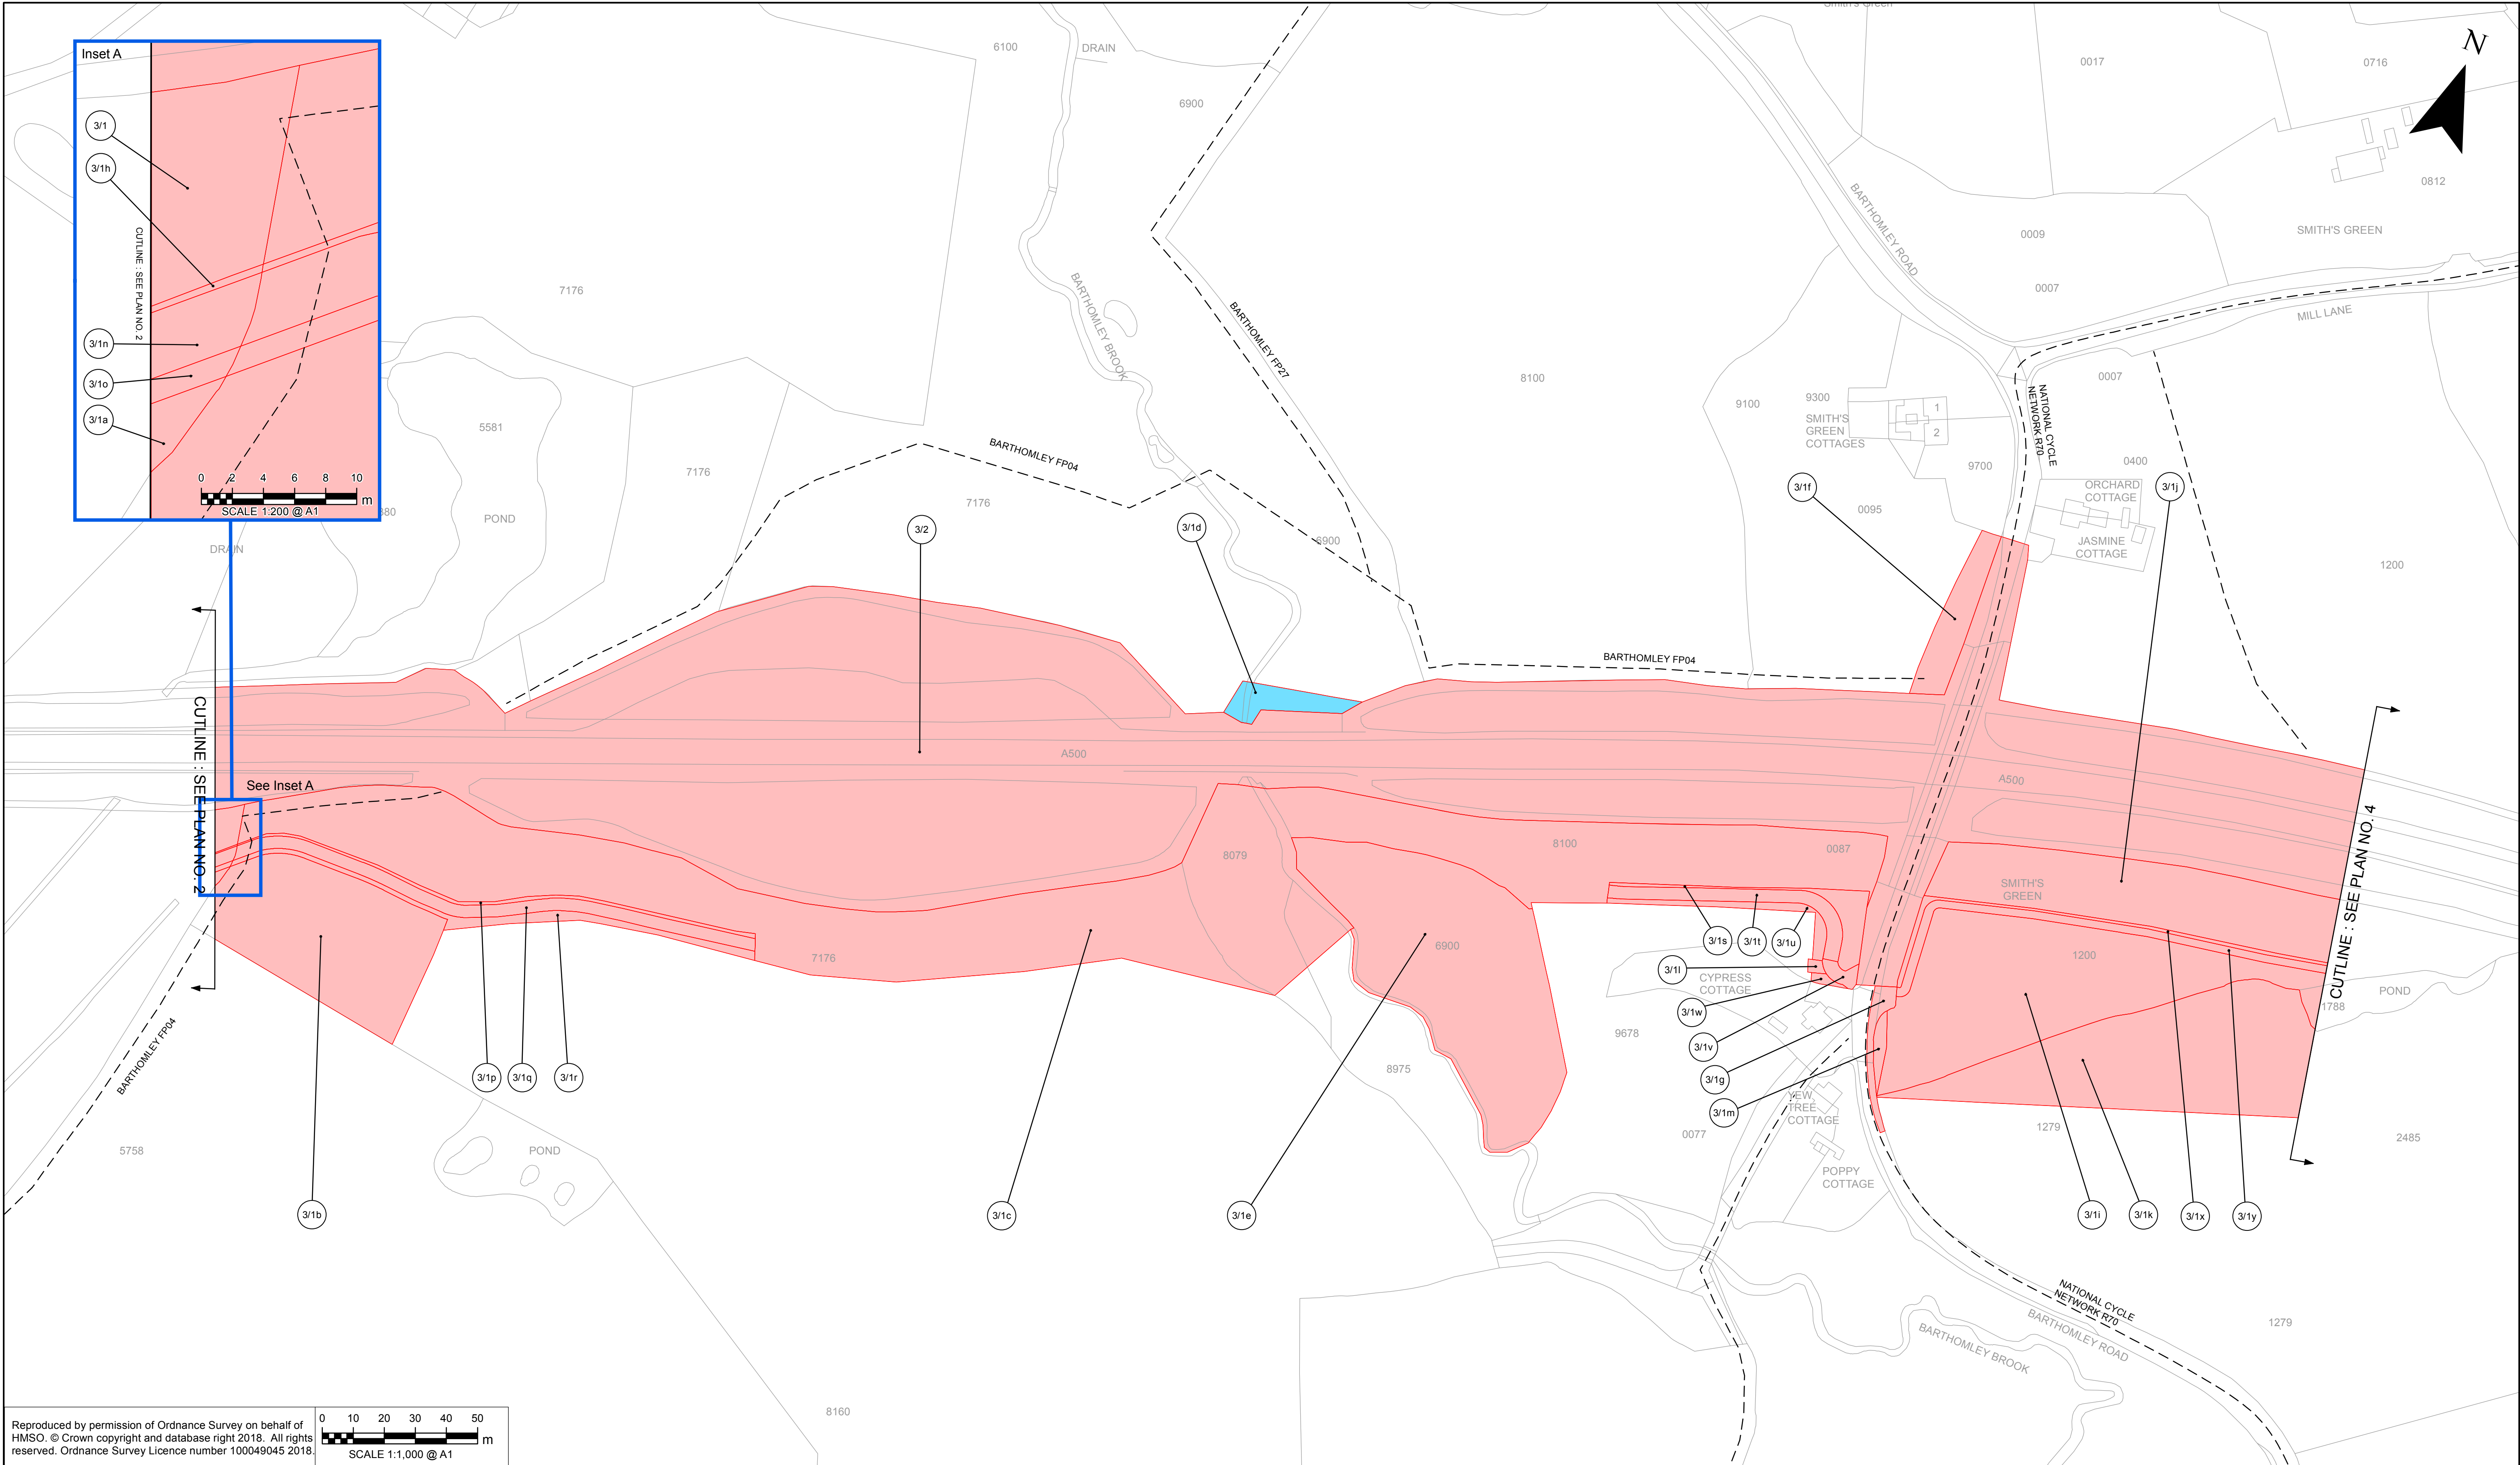 Smith's Green
Inset A
3/1
3/1h
CUTLINE : SEE PLAN NO. 2
3/1n
3/1o
3/1a
0 2 4 6 8 10
m
SCALE 1:200 @ A1
DRAIN
6100
DRAIN
6900
0017
0716
N
0812
BARTHOMLEY ROAD
0009
SMITH'S GREEN
0007
MILL LANE
7176
BARTHOMLEY BROOK
BARTHOMLEY FP27
8100
9100
9300
SMITH'S
GREEN
COTTAGES
1
2
NATIONAL CYCLE
NETWORK R70
0007
5581
7176
BARTHOMLEY FP04
7176
POND
9700
0400
ORCHARD
COTTAGE
JASMINE
COTTAGE
3/1f
3/1j
0095
1200
3/2
3/1d
6900
BARTHOMLEY FP04
CUTLINE : SEE PLAN NO. 2
See Inset A
A500
A500
8079
8100
0087
SMITH'S
GREEN
CUTLINE : SEE PLAN NO. 4
7176
6900
3/1s
3/1t
3/1u
3/1l
CYPRESS
COTTAGE
3/1w
3/1v
3/1g
3/1m
1200
POND
1788
9678
8975
BARTHOMLEY FP04
3/1p
3/1q
3/1r
YEW
TREE
COTTAGE
0077
1279
2485
5758
POND
POPPY
COTTAGE
3/1b
3/1c
3/1e
3/1i
3/1k
3/1x
3/1y
NATIONAL CYCLE
NETWORK R70
BARTHOMLEY ROAD
BARTHOMLEY BROOK
1279
8160
Reproduced by permission of Ordnance Survey on behalf of
HMSO. © Crown copyright and database right 2018. All rights
reserved. Ordnance Survey Licence number 100049045 2018.
0 10 20 30 40 50
m
SCALE 1:1,000 @ A1